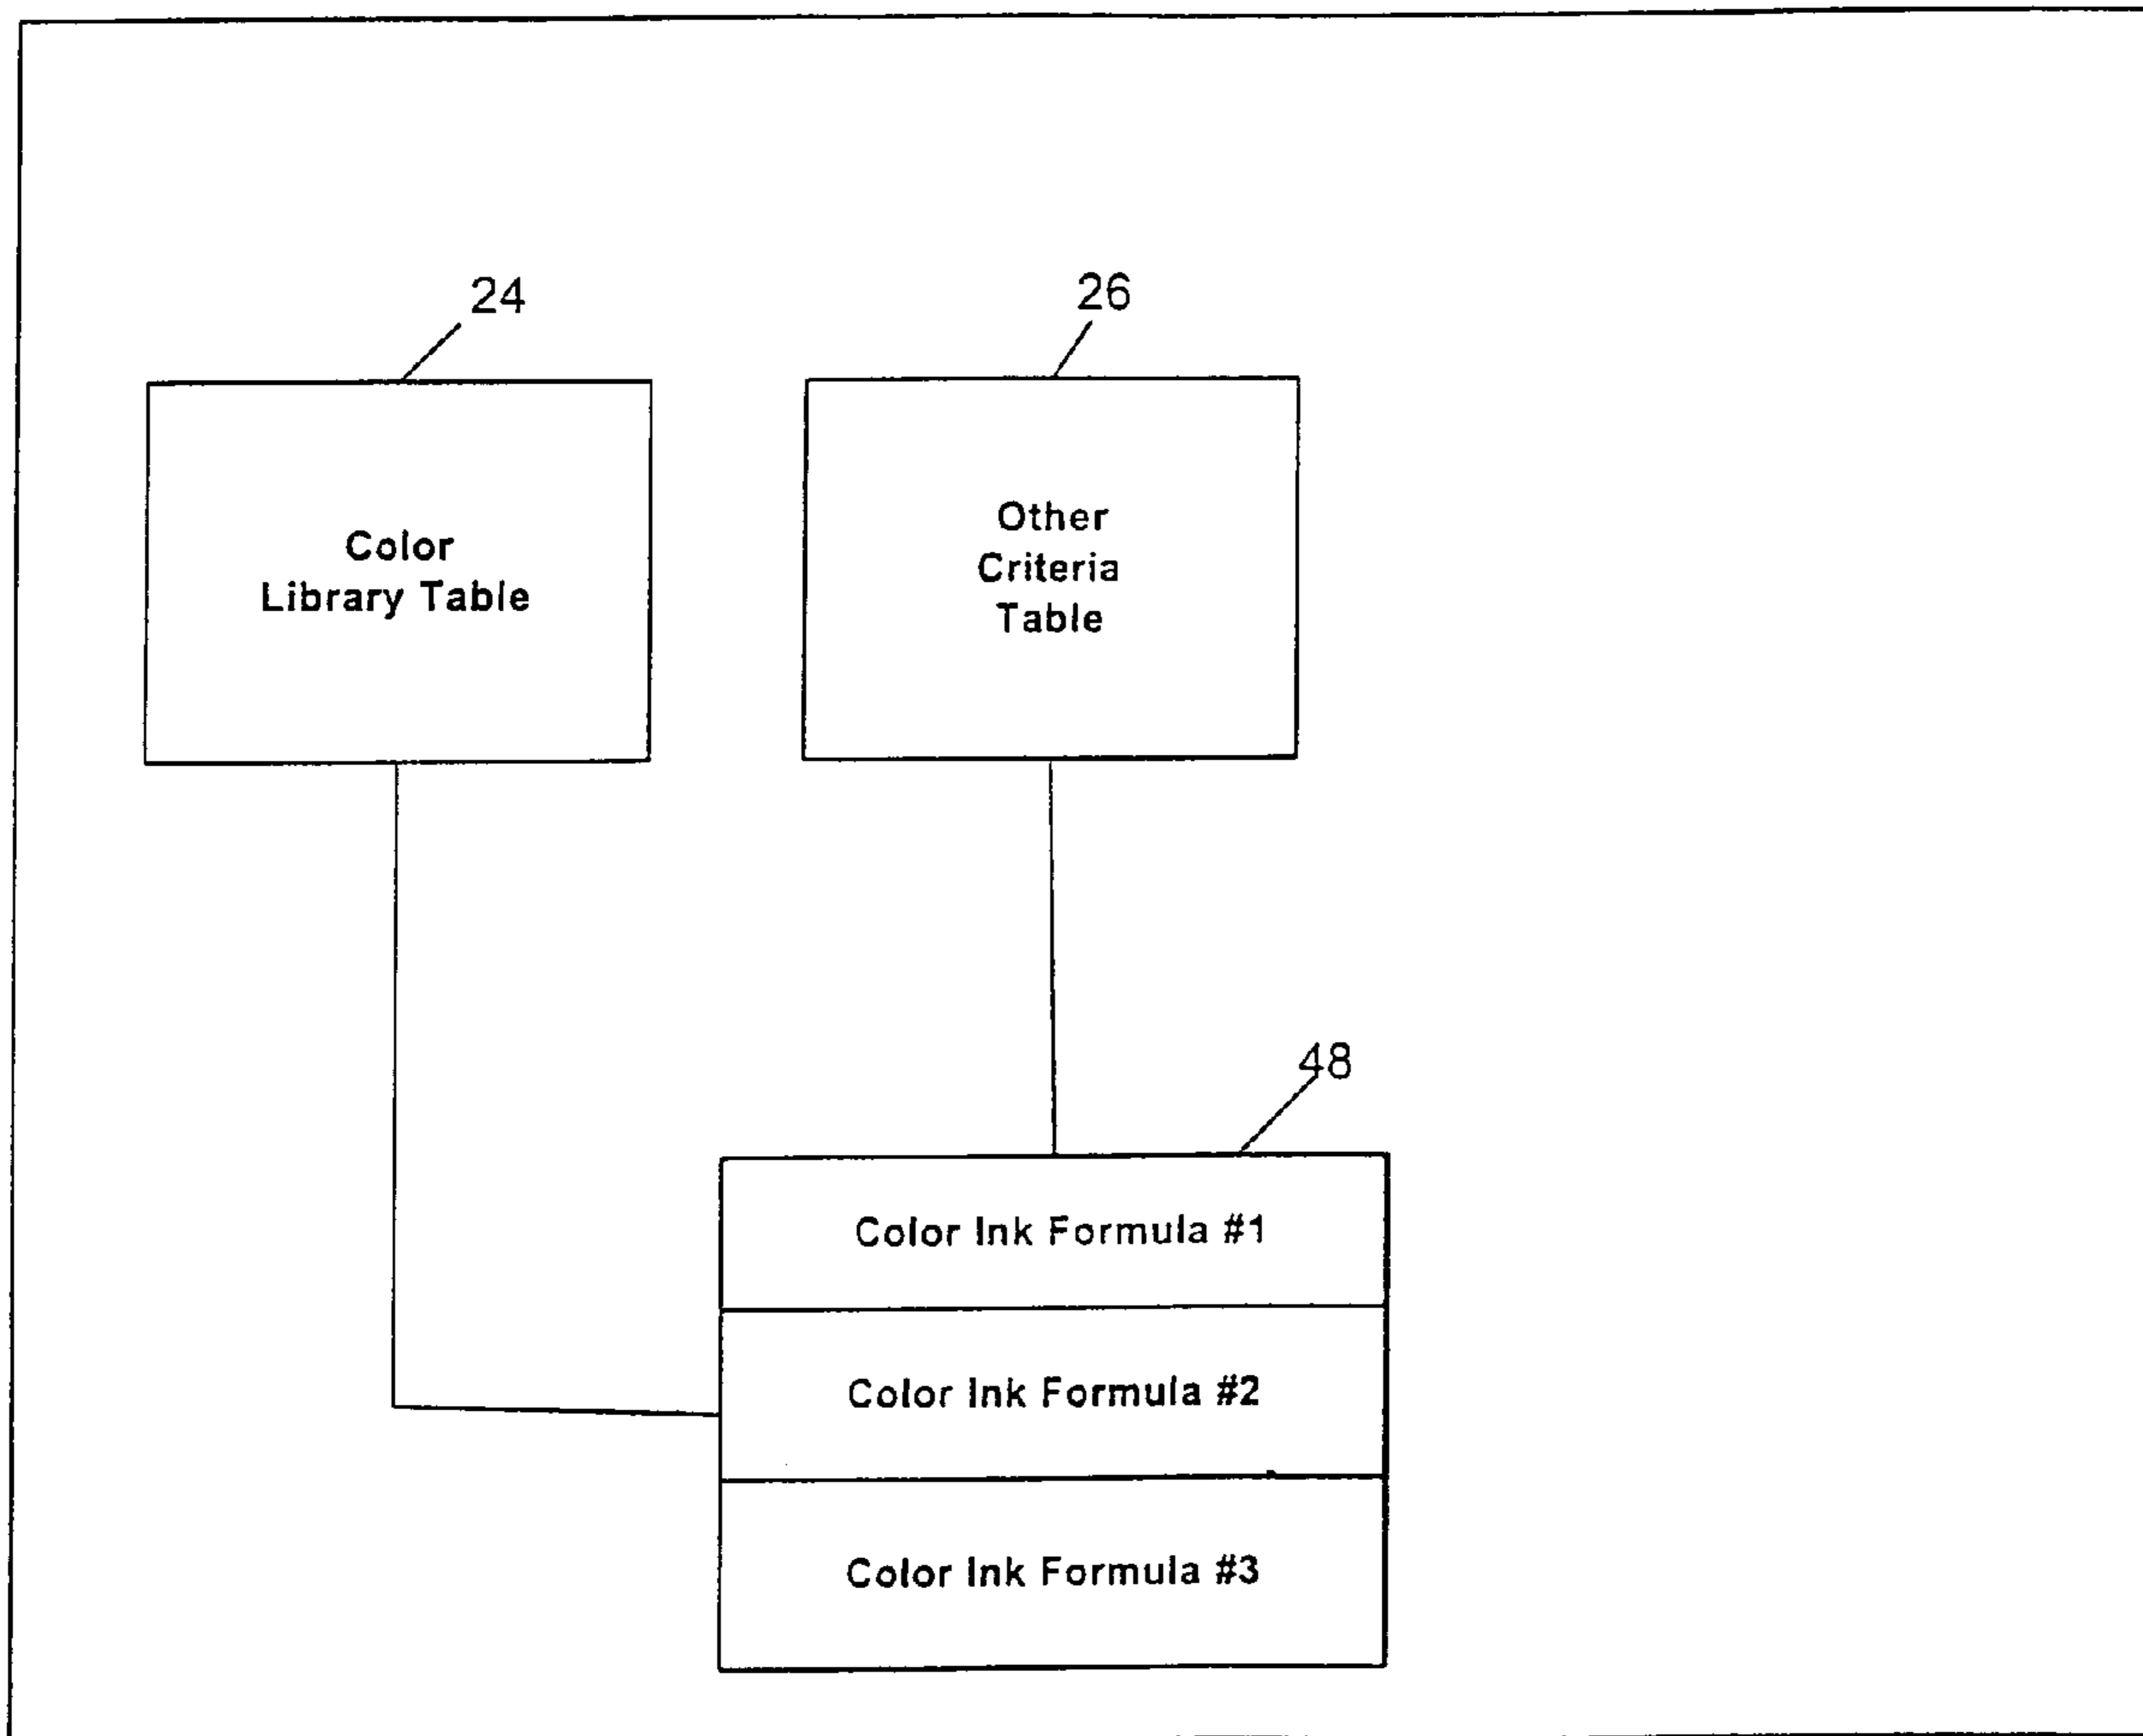 24
26
Color
Library Table
Other
Criteria
Table
48
Color Ink Formula #1
Color Ink Formula #2
Color Ink Formula #3